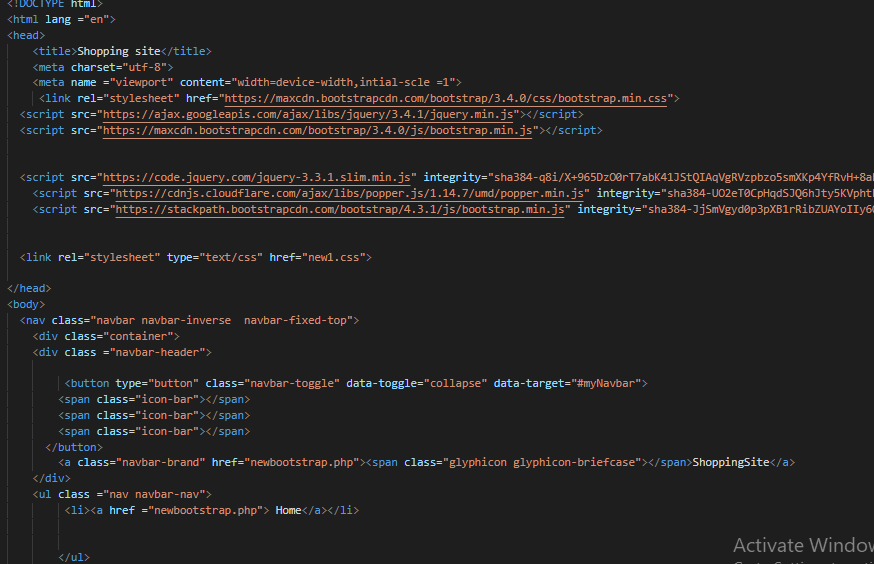 <!DOCTYPE html>
<html lang ="en">
<head>
<title>Shopping site</title>
<meta charset="utf-8">
<meta name ="viewport" content="width=device-width,intial-scle =1">
<link rel="stylesheet" href="https://maxcdn.bootstrapcdn.com/bootstrap/3.4.0/css/bootstrap.min.css">
<script src="https://ajax.googleapis.com/ajax/libs/jquery/3.4.1/jquery.min.js"></script>
<script src="https://maxcdn.bootstrapcdn.com/bootstrap/3.4.0/js/bootstrap.min.js"></script>
<script src="https://code.jquery.com/jquery-3.3.1.slim.min.js" integrity="sha384-q8i/X+965DzO0rT7abK41JStQIAqVgRVzpbzo5smXKp4YfRvH+8a
<script src="https://cdnjs.cloudflare.com/ajax/libs/popper.js/1.14.7/umd/popper.min.js" integrity="sha384-UO2eT0CpHqdSJQ6hJty5KVpht
<script src="https://stackpath.bootstrapcdn.com/bootstrap/4.3.1/js/bootstrap.min.js" integrity="sha384-JjSmVgyd0p3pXB1rRibZUAYoIIy6
<link rel="stylesheet" type="text/css" href="new1.css">
</head>
<body>
<nav class="navbar navbar-inverse  navbar-fixed-top">
<div class="container">
<div class ="navbar-header">
<button type="button" class="navbar-toggle" data-toggle="collapse" data-target="#myNavbar">
<span class="icon-bar"></span>
<span class="icon-bar"></span>
<span class="icon-bar"></span>
</button>
<a class="navbar-brand" href="newbootstrap.php"><span class="glyphicon glyphicon-briefcase"></span>ShoppingSite</a>
</div>
<ul class ="nav navbar-nav">
<li><a href ="newbootstrap.php"> Home</a></li>
</ul>
Activate Window